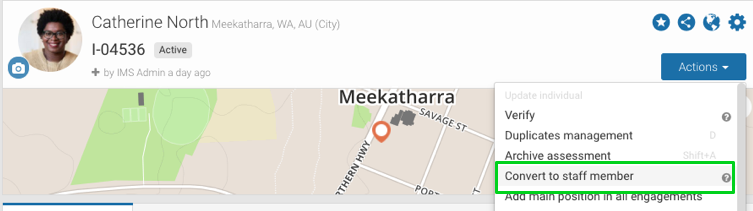 Catherine North Meekatharra, WA, AU (City)
I-04536 Active
by IMS Admin a day ago
Actions
Update individual
Verify
Duplicates management D
Archive assessment Shift+A
Convert to staff member
Add main position in all engagements
Meekatharra
SAVAGE ST
THERN HWY
PORT